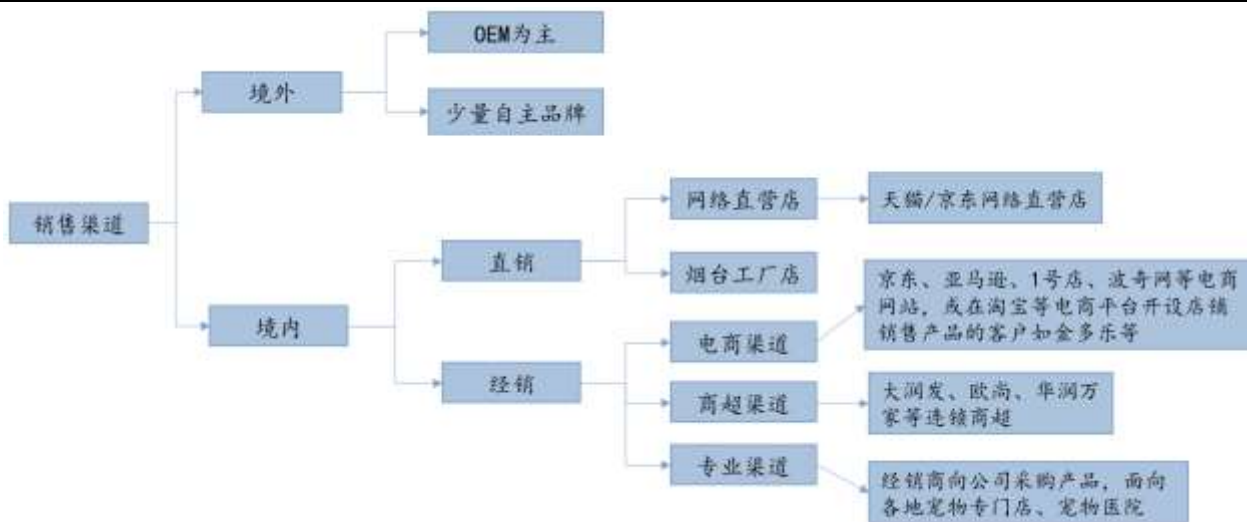 OEM为主
境外
少量自主品牌
销售渠道
网络直营店
天猫/京东网络直营店
直销
烟台工厂店
境内
京东、亚马逊、1号店、波奇网等电商
网站，或在淘宝等电商平台开设店铺
销售产品的客户如金多乐等
电商渠道
经销
商超渠道
大润发、欧尚、华润万
家等连锁商超
专业渠道
经销商向公司采购产品，面向
各地宠物专门店、宠物医院